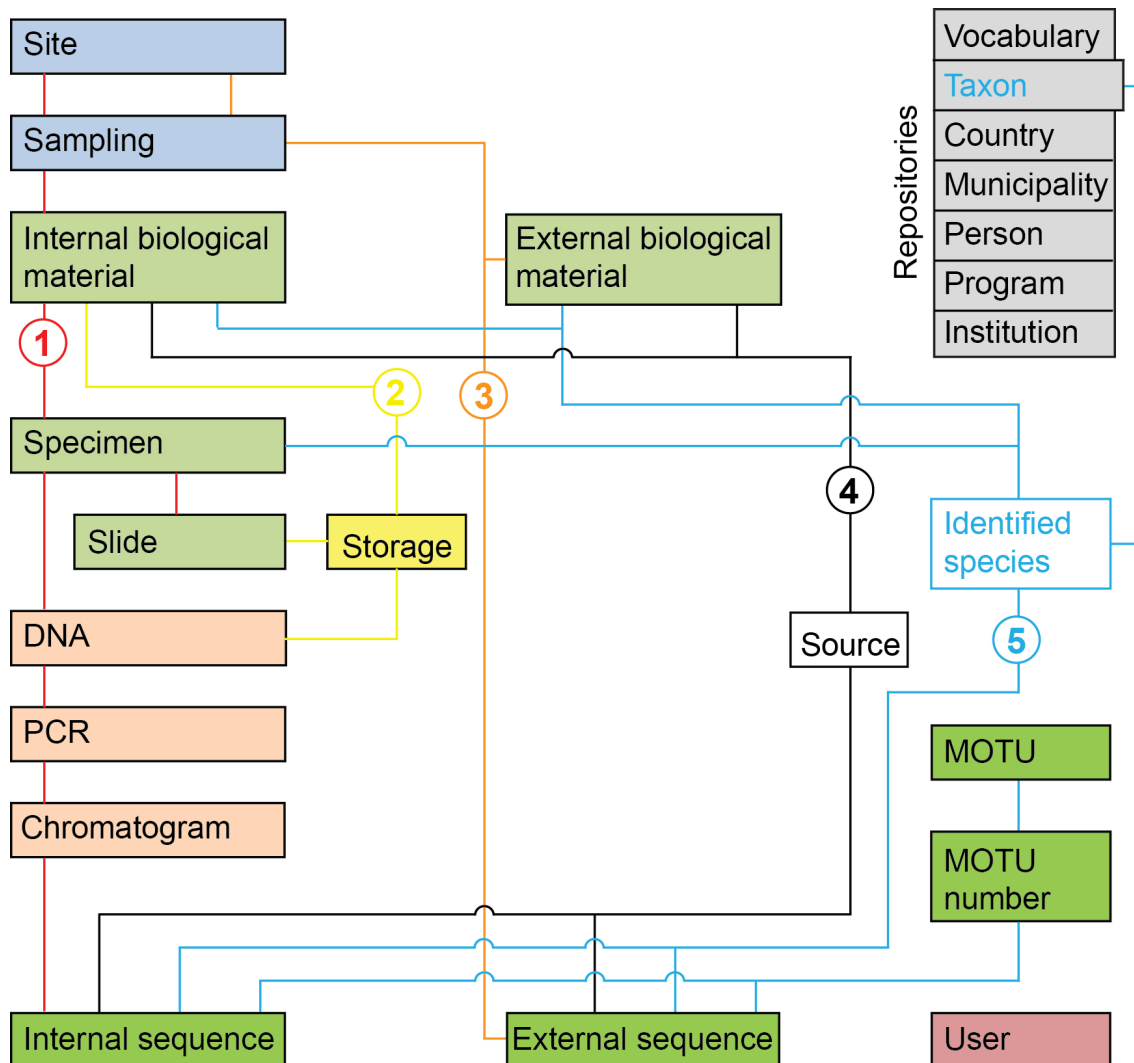 Site
Sampling
Internal biological
material
External biological
material
Repositories
Vocabulary
Taxon
Country
Municipality
Person
Program
Institution
1
2
3
Specimen
4
Slide
Storage
Identified
species
DNA
Source
5
PCR
MOTU
Chromatogram
MOTU
number
Internal sequence
External sequence
User